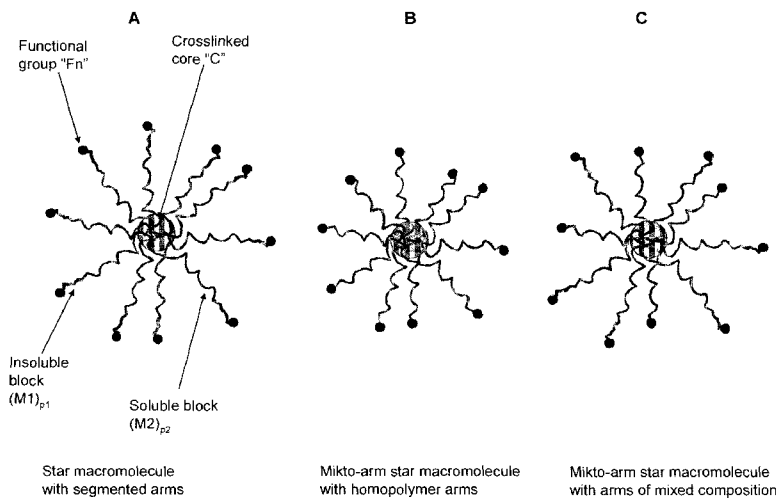 A
B
C
Functional
group "Fn"
Crosslinked
core "C"
Insoluble
block
(M1)p1
Soluble block
(M2)p2
Star macromolecule
with segmented arms
Mikto-arm star macromolecule
with homopolymer arms
Mikto-arm star macromolecule
with arms of mixed composition